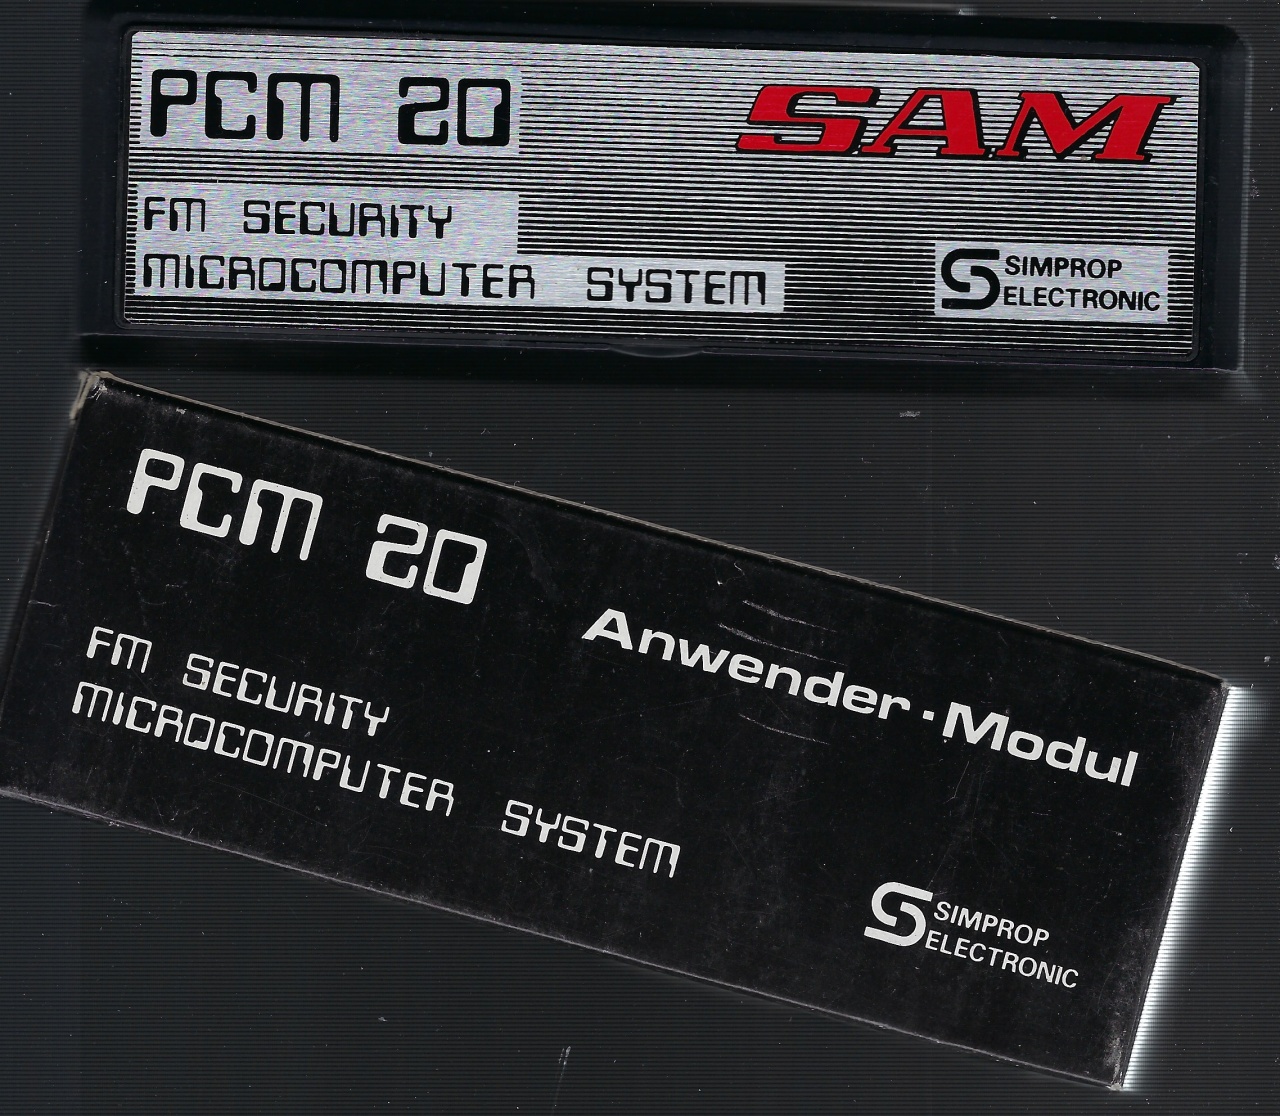 PCM 20
SAM
FM SECURITY
MICROCOMPUTER SYSTEM
SIMPROP
ELECTRONIC
PCM 20
Anwender·Modul
FM SECURITY
MICROCOMPUTER SYSTEM
SIMPROP
ELECTRONIC